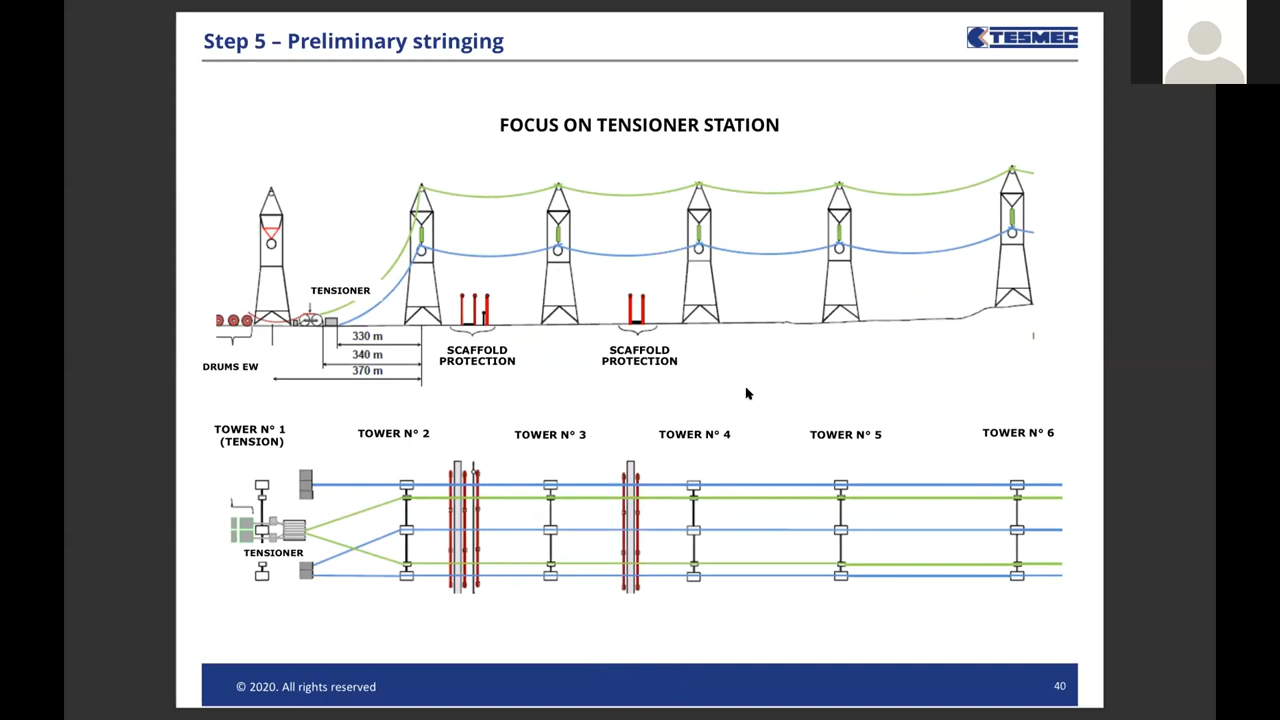 Step 5 – Preliminary stringing
TESMEC
FOCUS ON TENSIONER STATION
TENSIONER
330 m
340 m
370 m
DRUMS EW
SCAFFOLD
PROTECTION
SCAFFOLD
PROTECTION
TOWER N° 1
(TENSION)
TOWER N° 2
TOWER N° 3
TOWER N° 4
TOWER N° 5
TOWER N° 6
TENSIONER
© 2020. All rights reserved
40